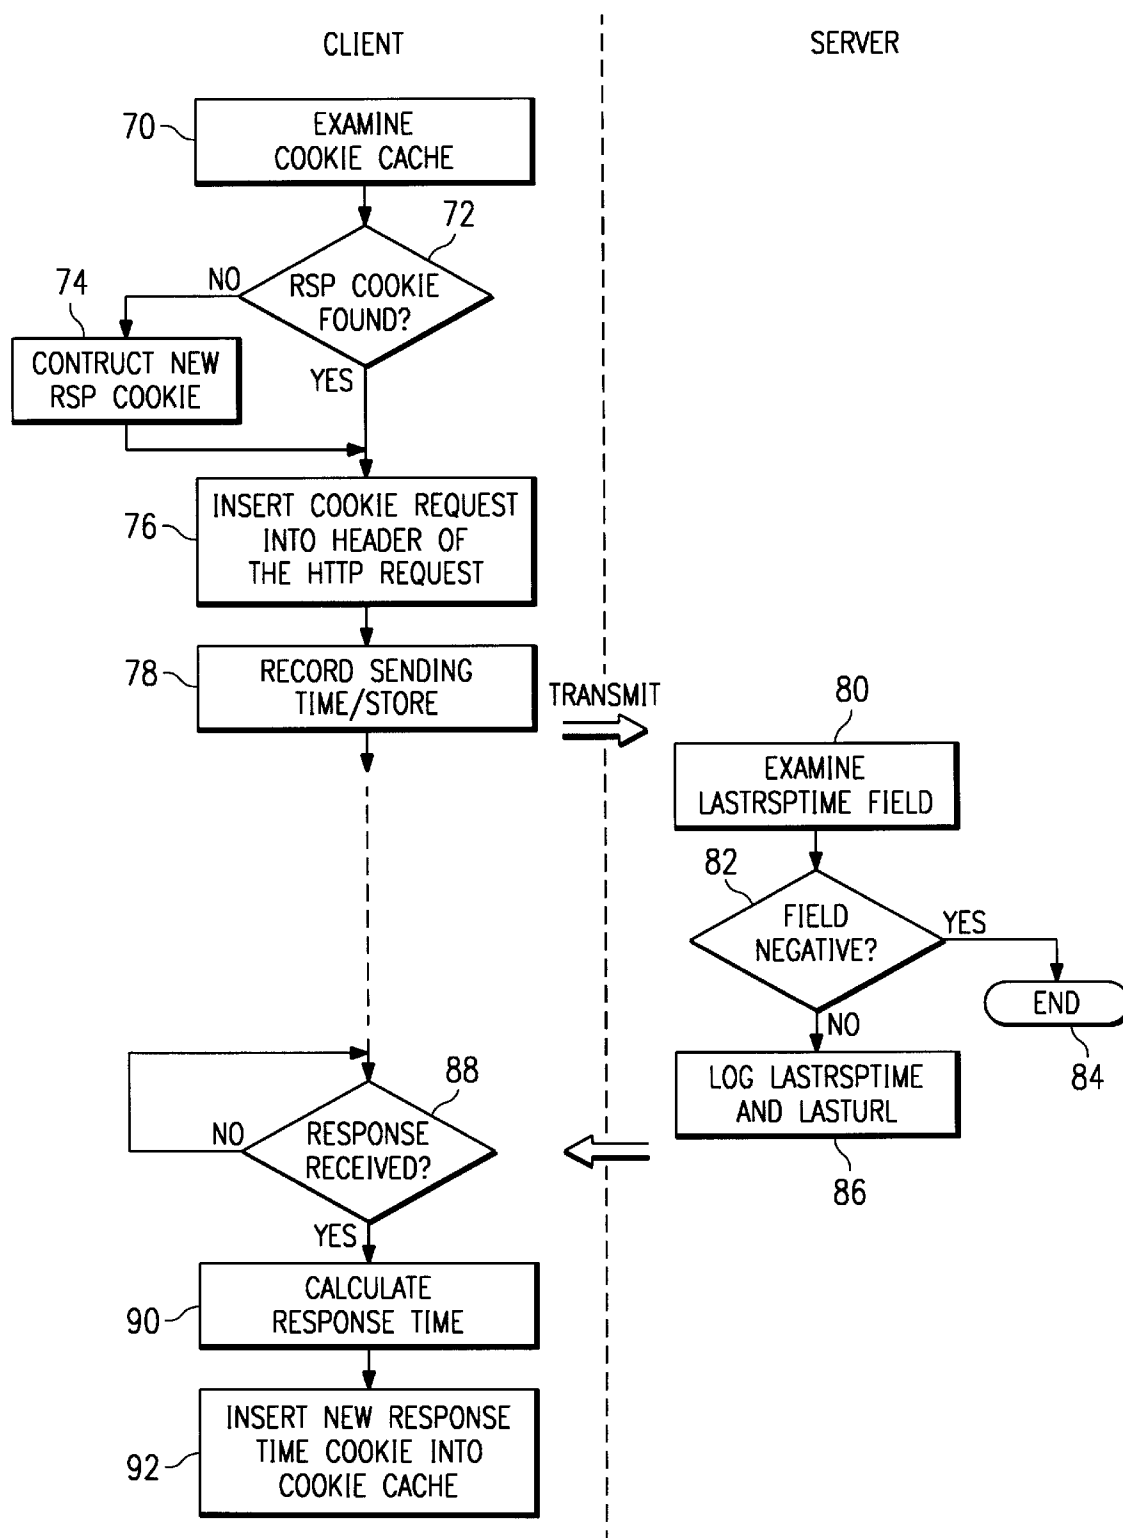 CLIENT
SERVER
70
EXAMINE
COOKIE CACHE
72
NO
RSP COOKIE
FOUND?
74
CONTRUCT NEW
RSP COOKIE
YES
76
INSERT COOKIE REQUEST
INTO HEADER OF
THE HTTP REQUEST
78
RECORD SENDING
TIME/STORE
TRANSMIT
80
EXAMINE
LASTRSPTIME FIELD
82
FIELD
NEGATIVE?
YES
END
84
NO
LOG LASTRSPTIME
AND LASTURL
86
88
NO
RESPONSE
RECEIVED?
YES
90
CALCULATE
RESPONSE TIME
92
INSERT NEW RESPONSE
TIME COOKIE INTO
COOKIE CACHE